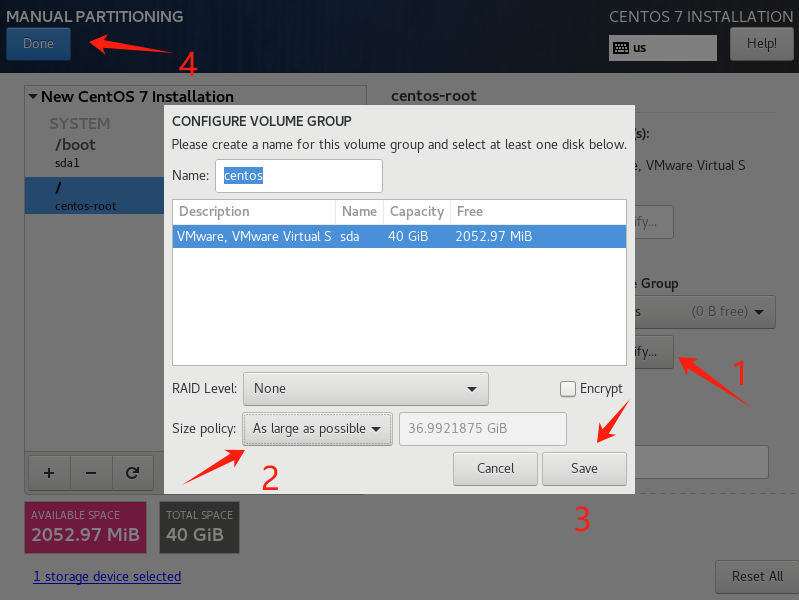 MANUAL PARTITIONING
CENTOS 7 INSTALLATION
Done
us
Help!
4
New CentOS 7 Installation
centos-root
SYSTEM
/boot
sda1
/
centos-root
CONFIGURE VOLUME GROUP
Please create a name for this volume group and select at least one disk below.
Name: centos
Description Name Capacity Free
VMware, VMware Virtual S sda 40 GiB 2052.97 MiB
RAID Level: None
Encrypt
Size policy: As large as possible 36.9921875 GiB
Cancel Save
2
3
s):
, VMware Virtual S
ify...
Group
s (0 B free)
ify...
1
+ −
AVAILABLE SPACE
2052.97 MiB
TOTAL SPACE
40 GiB
1 storage device selected
Reset All